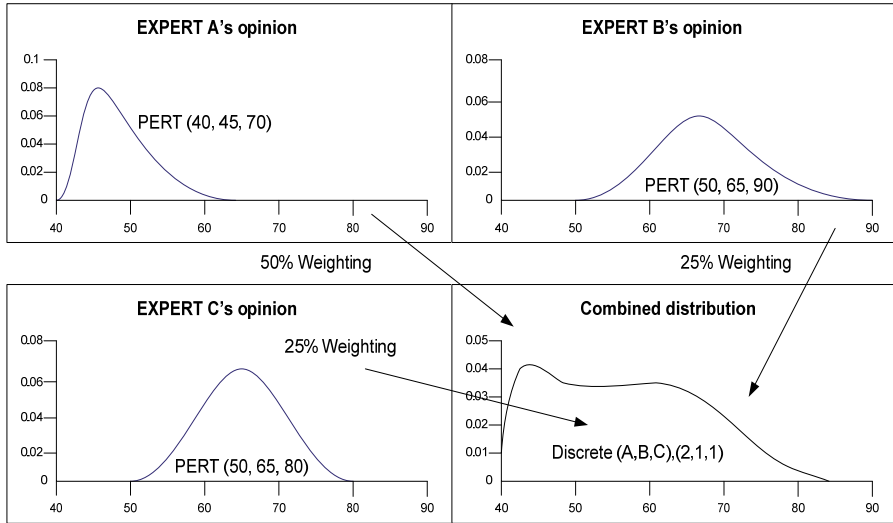 EXPERT A's opinion
0.1
0.08
0.06
0.04
0.02
0
PERT (40, 45, 70)
40 50 60 70 80 90
EXPERT B's opinion
0.08
0.04
0.02
0
PERT (50, 65, 90)
40 50 60 70 80 90
50% Weighting
25% Weighting
EXPERT C's opinion
0.08
0.06
0.04
0.02
0
25% Weighting
PERT (50, 65, 80)
40 50 60 70 80 90
Combined distribution
0.05
0.04
0.03
0.02
0.01
0
Discrete (A,B,C),(2,1,1)
40 50 60 70 80 90